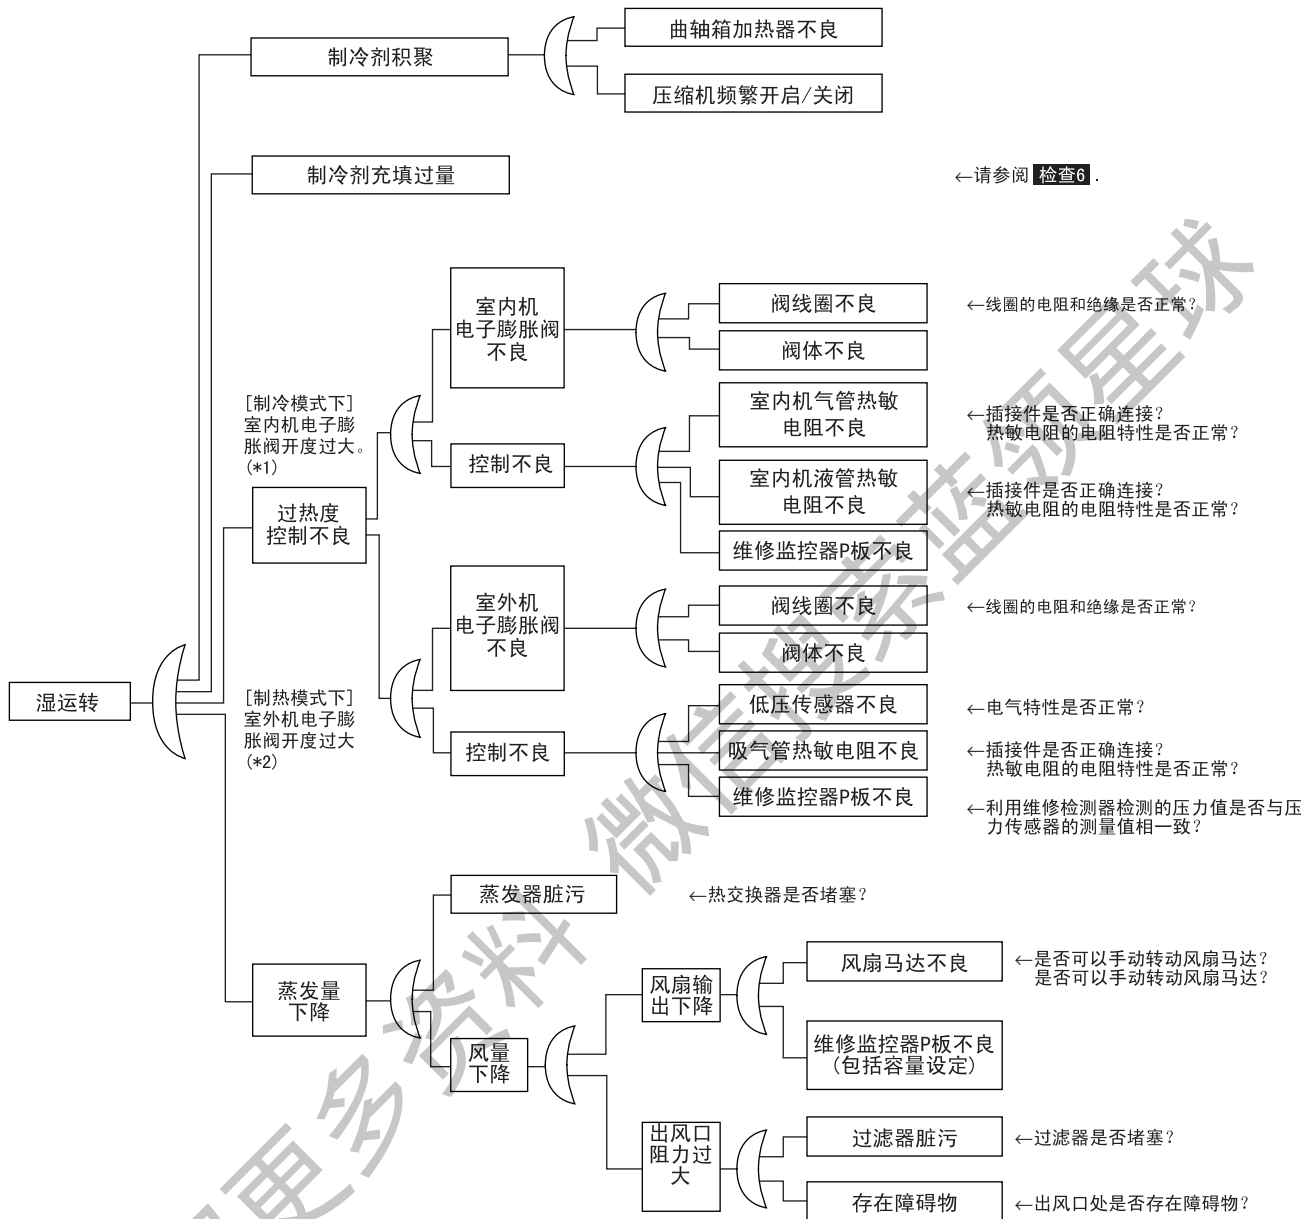 曲轴箱加热器不良
制冷剂积聚
压缩机频繁开启/关闭
制冷剂充填过量
←请参阅 检查6 .
室内机
电子膨胀阀
不良
阀线圈不良
←线圈的电阻和绝缘是否正常?
阀体不良
[制冷模式下]
室内机电子膨
胀阀开度过大。
(*1)
室内机气管热敏
电阻不良
←插接件是否正确连接?
热敏电阻的电阻特性是否正常?
控制不良
室内机液管热敏
电阻不良
←插接件是否正确连接?
热敏电阻的电阻特性是否正常?
过热度
控制不良
维修监控器P板不良
室外机
电子膨胀阀
不良
阀线圈不良
←线圈的电阻和绝缘是否正常?
阀体不良
湿运转
[制热模式下]
室外机电子膨
胀阀开度过大
(*2)
低压传感器不良
←电气特性是否正常?
控制不良
吸气管热敏电阻不良
←插接件是否正确连接?
热敏电阻的电阻特性是否正常?
维修监控器P板不良
←利用维修检测器检测的压力值是否与压
力传感器的测量值相一致?
蒸发器脏污
←热交换器是否堵塞?
蒸发量
下降
风扇输
出下降
风扇马达不良
←是否可以手动转动风扇马达?
是否可以手动转动风扇马达?
风量
下降
维修监控器P板不良
(包括容量设定)
出风口
阻力过
大
过滤器脏污
←过滤器是否堵塞?
存在障碍物
←出风口处是否存在障碍物?
更多资料 微信搜索蓝领星球